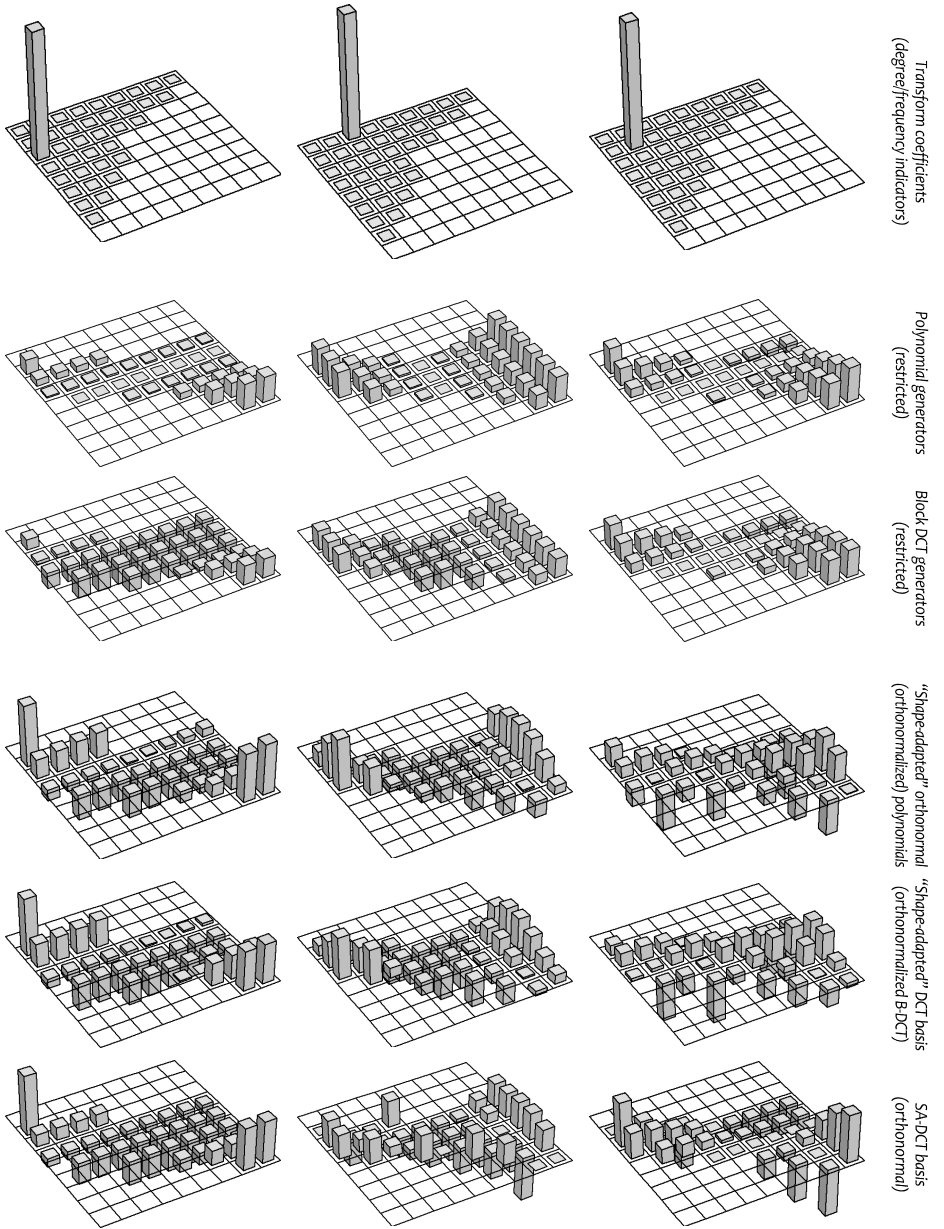 Transform coefficients
(degree/frequency indicators)
Polynomial generators
(restricted)
Block DCT generators
(restricted)
“Shape-adapted” orthonormal
(orthonormalized) polynomials
“Shape-adapted” DCT basis
(orthonormalized B-DCT)
SA-DCT basis
(orthonormal)